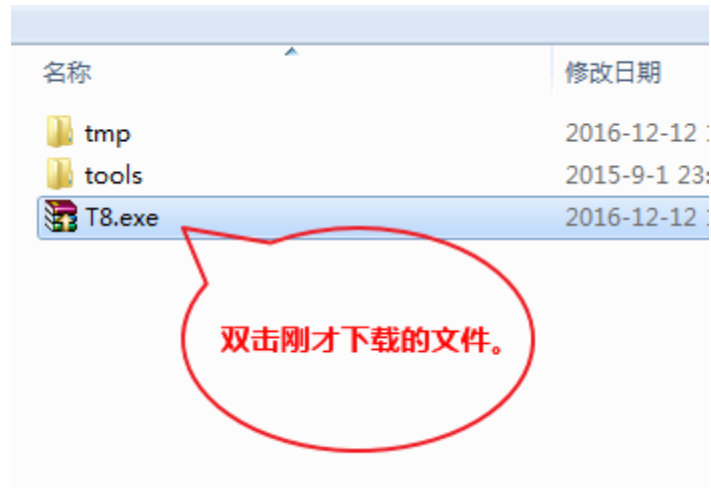 名称 修改日期
tmp 2016-12-12
tools 2015-9-1 23:
T8.exe 2016-12-12
双击刚才下载的文件。